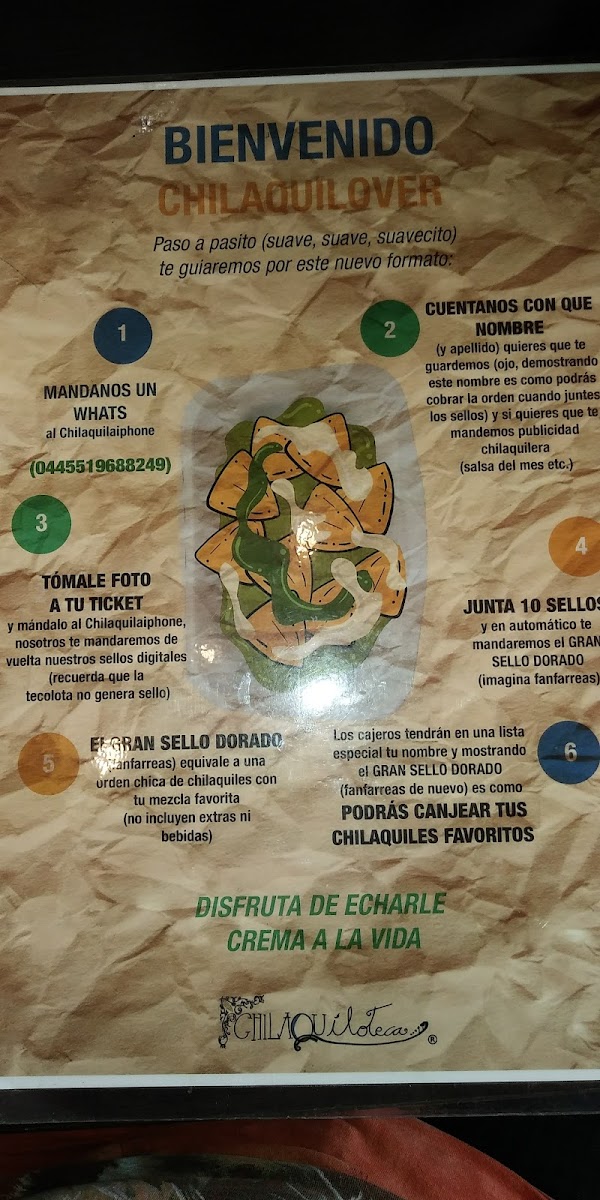 BIENVENIDO
CHILAQUILOVER
Paso a pasito (suave, suave, suavecito)
te guiaremos por este nuevo formato:
1
MANDANOS UN
WHATS
al Chilaquilaiphone
(0445519688249)
2
CUENTANOS CON QUE
NOMBRE
(y apellido) quieres que te
guardemos (ojo, demostrando
este nombre es como podrás
cobrar la orden cuando juntes
los sellos) y si quieres que te
mandemos publicidad
chilaquilera
(salsa del mes etc.)
3
TÓMALE FOTO
A TU TICKET
y mándalo al Chilaquilaiphone,
nosotros te mandaremos de
vuelta nuestros sellos digitales
(recuerda que la
tecolota no genera sello)
4
JUNTA 10 SELLOS
y en automático te
mandaremos el GRAN
SELLO DORADO
(imagina fanfarreas)
5
El GRAN SELLO DORADO
(fanfarreas) equivale a una
orden chica de chilaquiles con
tu mezcla favorita
(no incluyen extras ni
bebidas)
6
Los cajeros tendrán en una lista
especial tu nombre y mostrando
el GRAN SELLO DORADO
(fanfarreas de nuevo) es como
PODRÁS CANJEAR TUS
CHILAQUILES FAVORITOS
DISFRUTA DE ECHARLE
CREMA A LA VIDA
CHILAQUiloteca ®